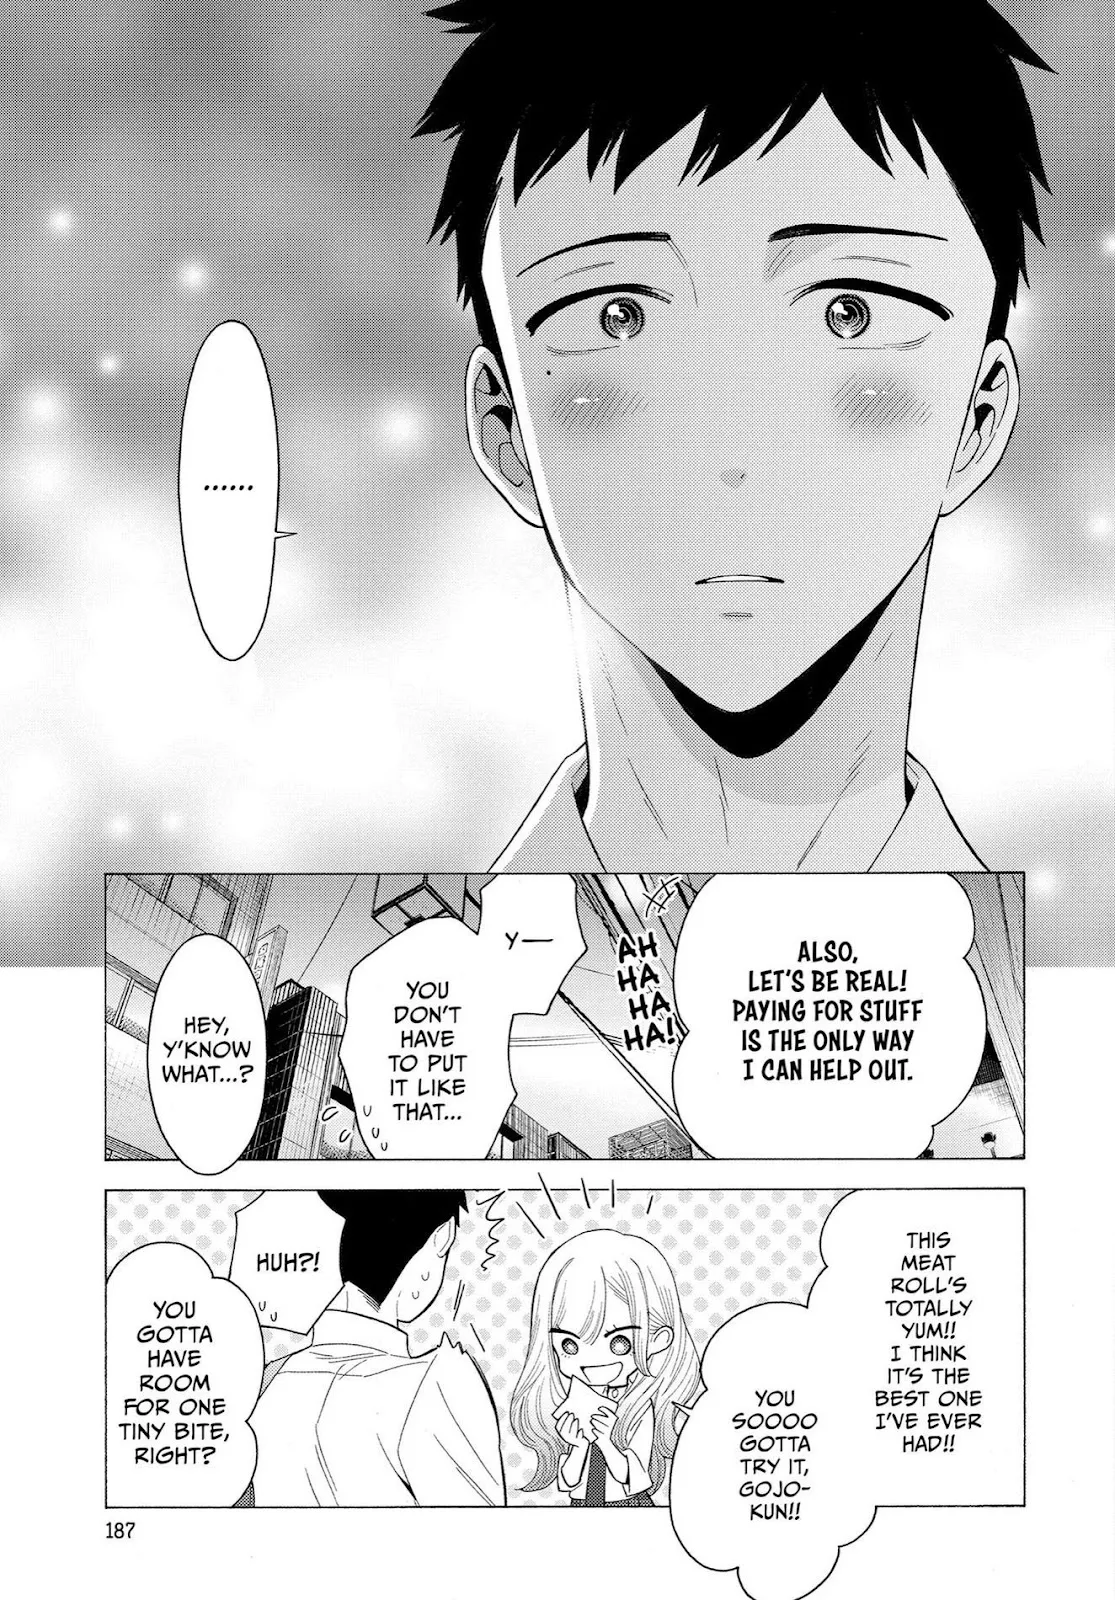 ......
ALSO,
LET'S BE REAL!
PAYING FOR STUFF
IS THE ONLY WAY
I CAN HELP OUT.
AH
HA
HA
HA!
Y—
YOU
DON'T
HAVE
TO PUT
IT LIKE
THAT...
HEY,
Y'KNOW
WHAT...?
THIS
MEAT
ROLL'S
TOTALLY
YUM!!
I THINK
IT'S THE
BEST ONE
I'VE EVER
HAD!!
YOU
SOOOO
GOTTA
TRY IT,
GOJO-
KUN!!
HUH?!
YOU
GOTTA
HAVE
ROOM
FOR ONE
TINY BITE,
RIGHT?
187